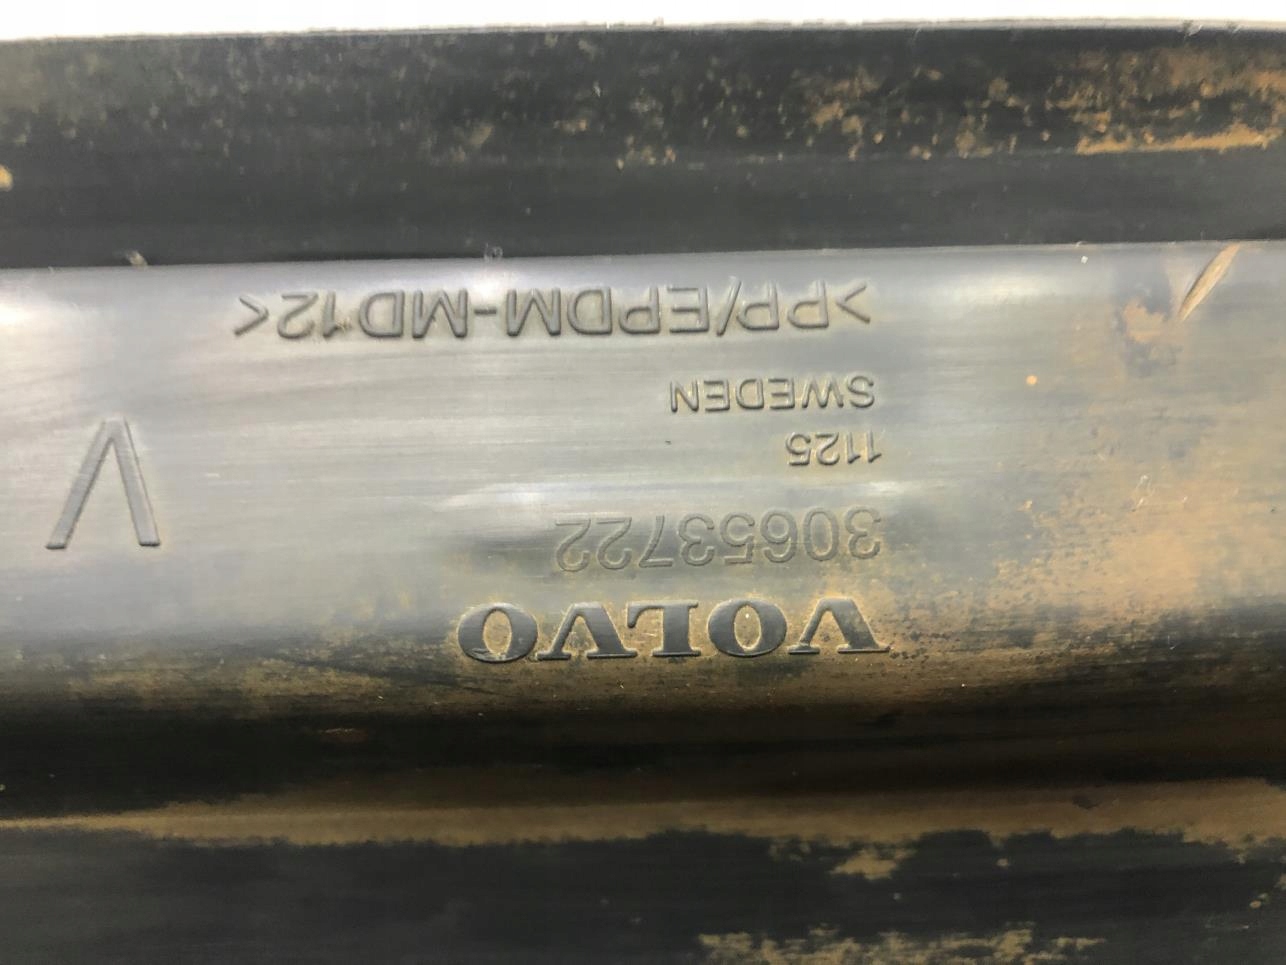 VOLVO
30653722
1125
SWEDEN
>PP/EPDM-MD12<
V